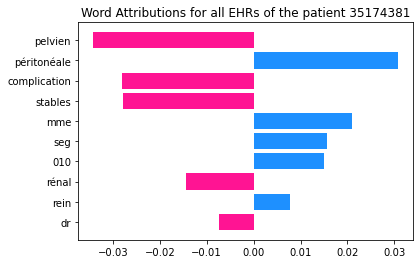 Word Attributions for all EHRs of the patient 35174381
pelvien
péritonéale
complication
stables
mme
seg
010
rénal
rein
dr
−0.03 −0.02 −0.01 0.00 0.01 0.02 0.03